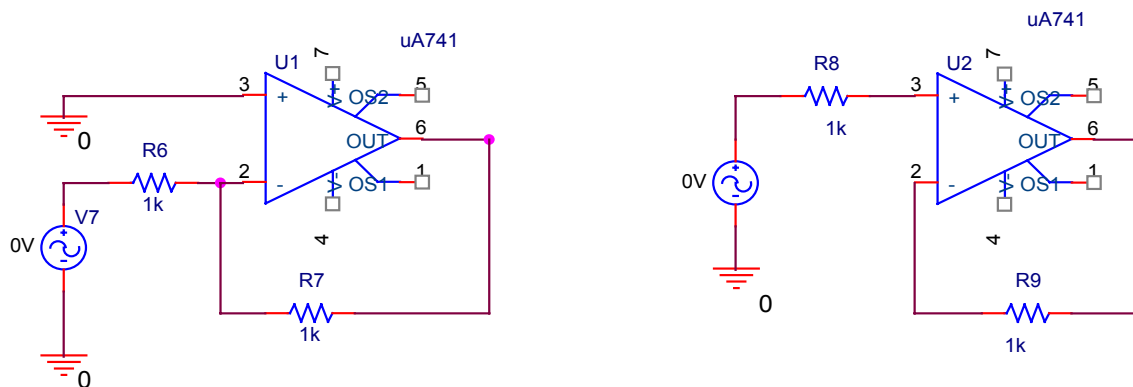 uA741
U1
7
3
+
V+
OS2
5
OUT
6
2
-
V-
OS1
1
4
R6
1k
0
0V
V7
+
-
R7
1k
0
uA741
U2
7
R8
1k
3
+
V+
OS2
5
OUT
6
2
-
V-
OS1
1
4
0V
+
-
0
R9
1k